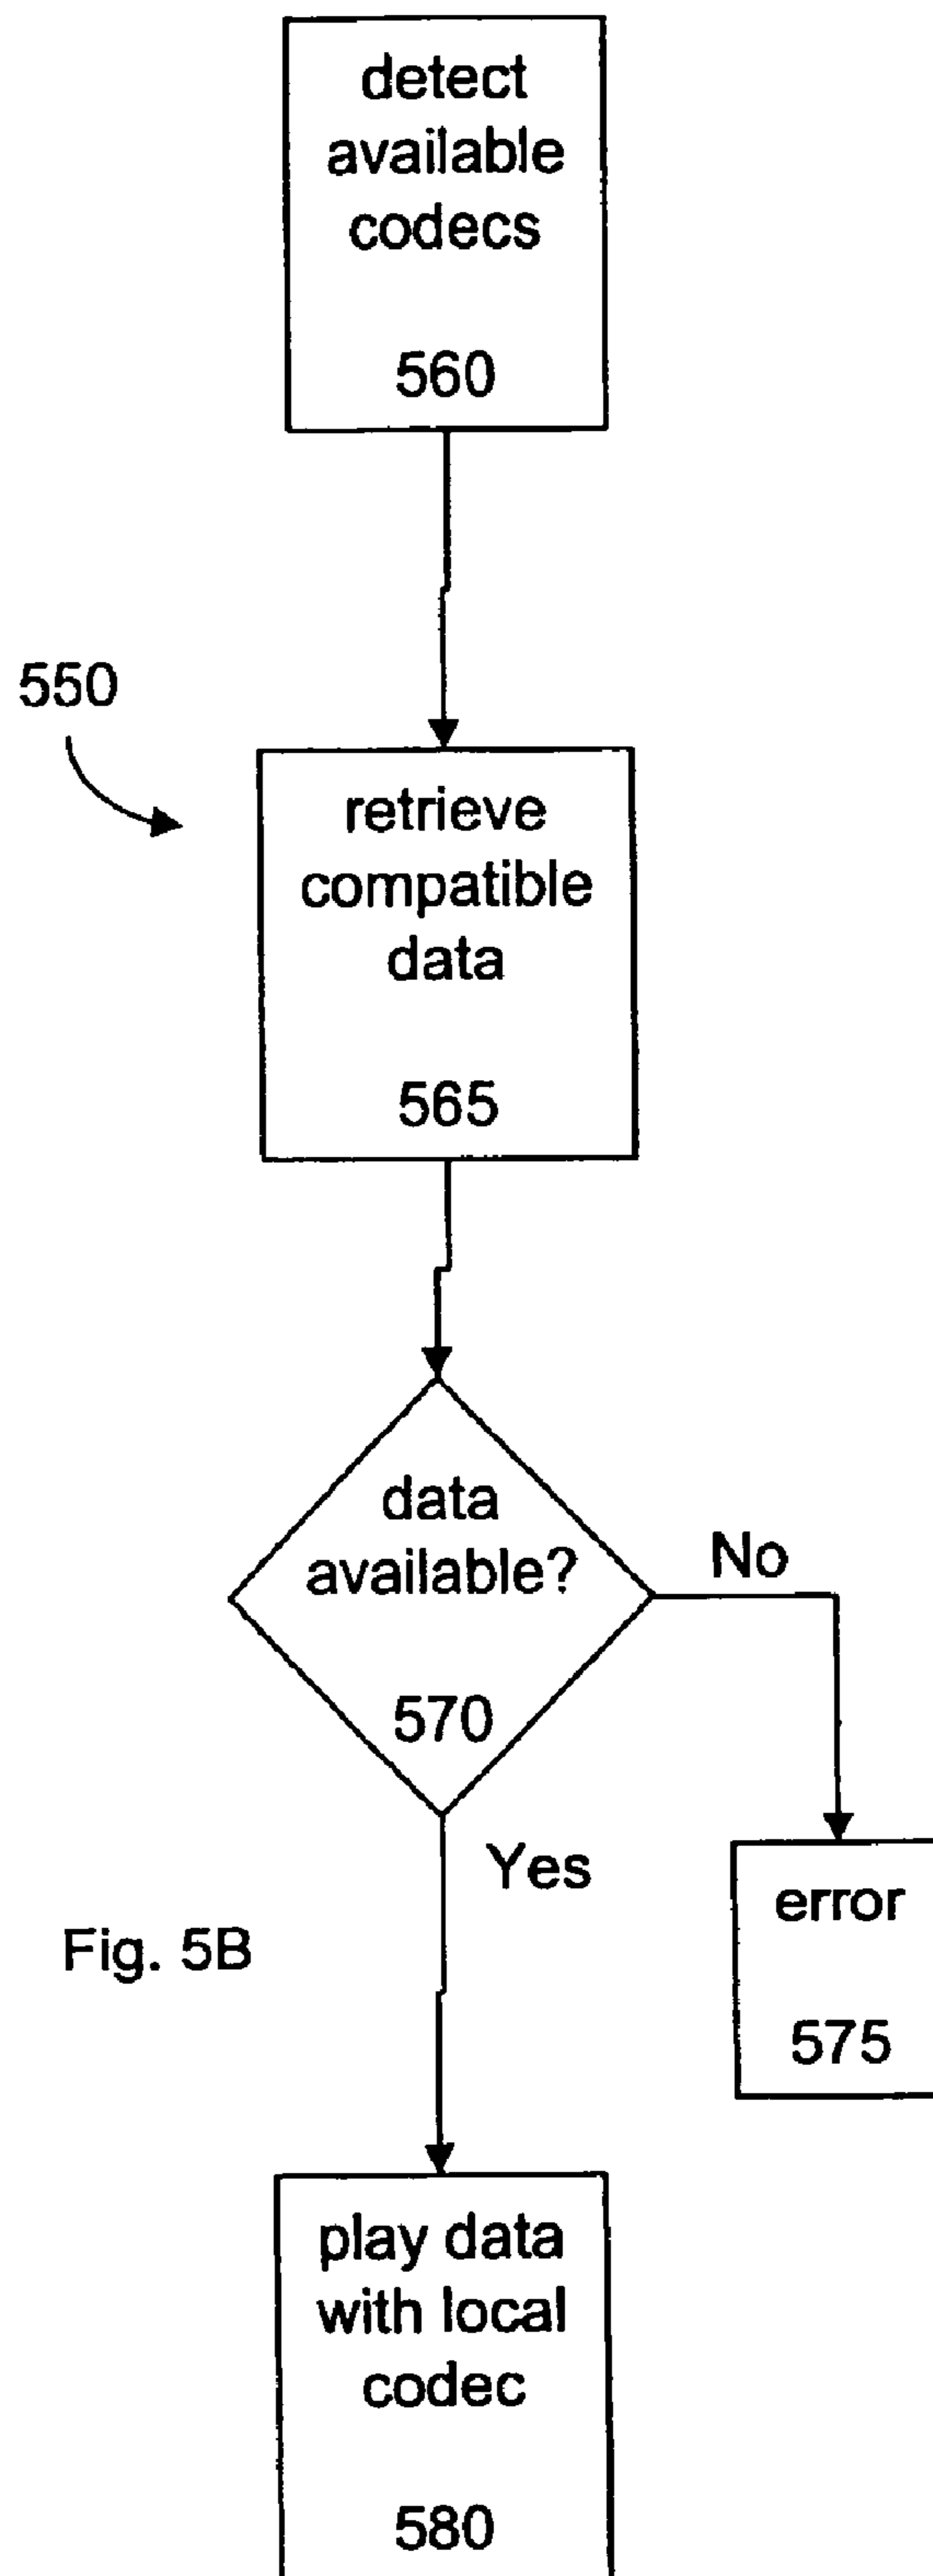 detect
available
codecs
560
550
retrieve
compatible
data
565
data
available?
570
No
Yes
error
575
Fig. 5B
play data
with local
codec
580